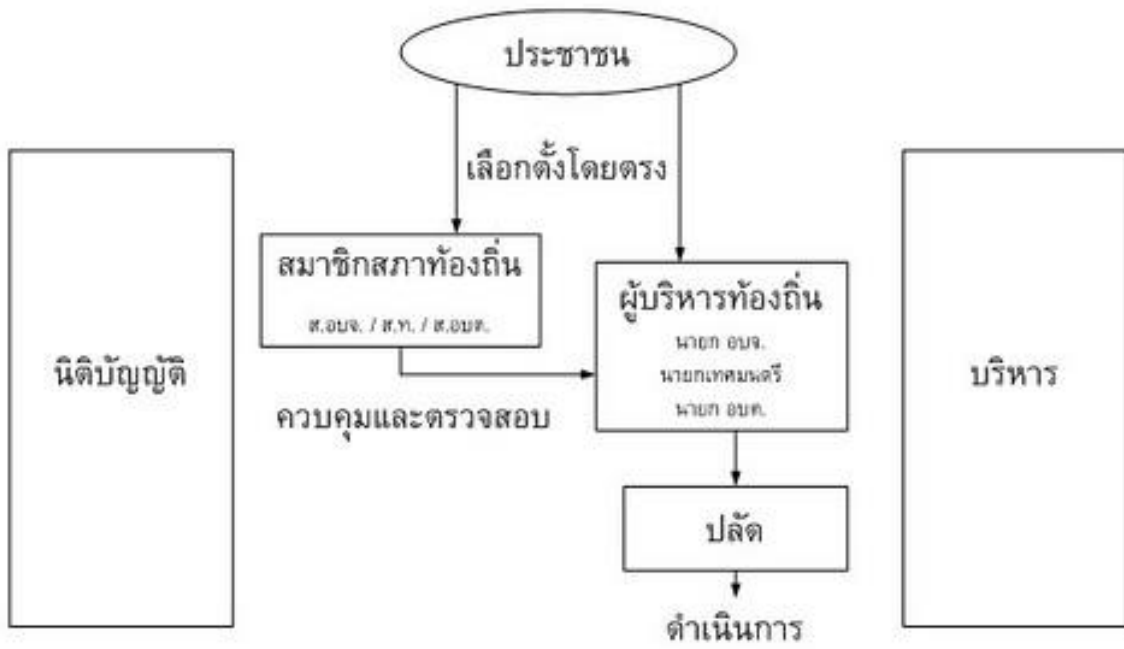 ประชาชน
เลือกตั้งโดยตรง
สมาชิกสภาท้องถิ่น
ส.อบจ. / ส.ท. / ส.อบต.
ผู้บริหารท้องถิ่น
นายก อบจ.
นายกเทศมนตรี
นายก อบต.
นิติบัญญัติ
บริหาร
ควบคุมและตรวจสอบ
ปลัด
ดำเนินการ